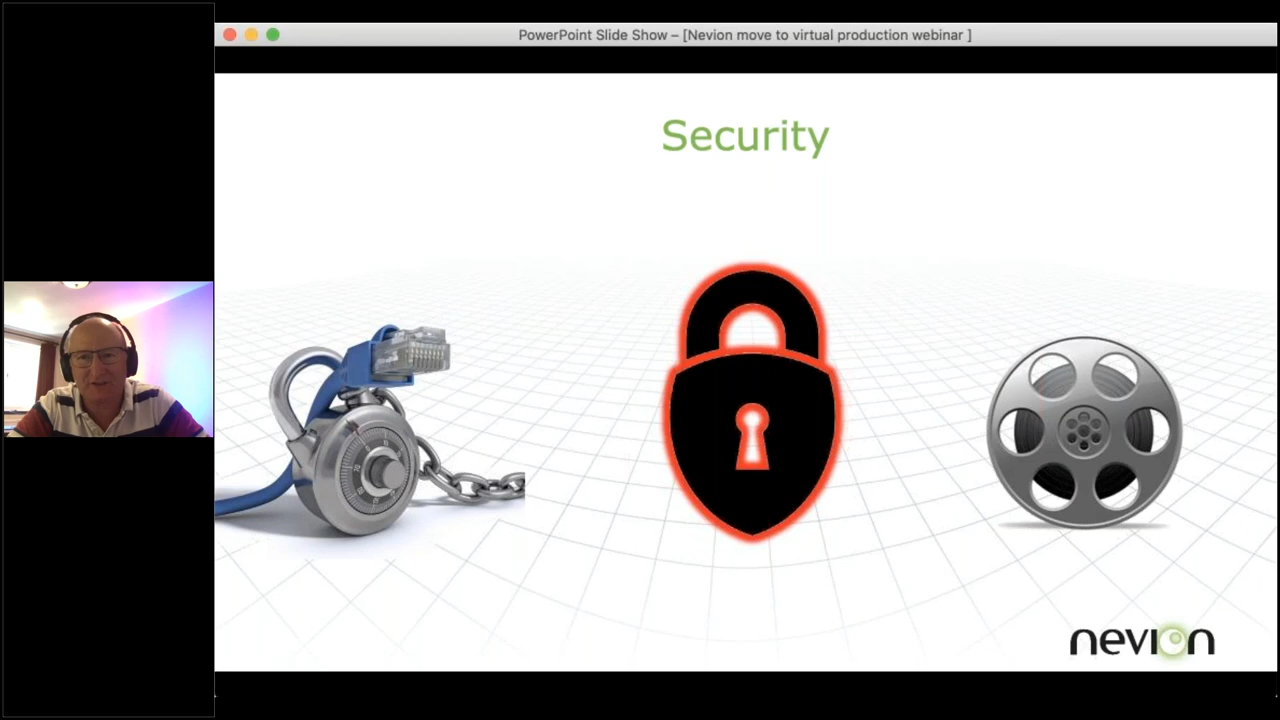 PowerPoint Slide Show – [Nevion move to virtual production webinar ]
Security
nevion